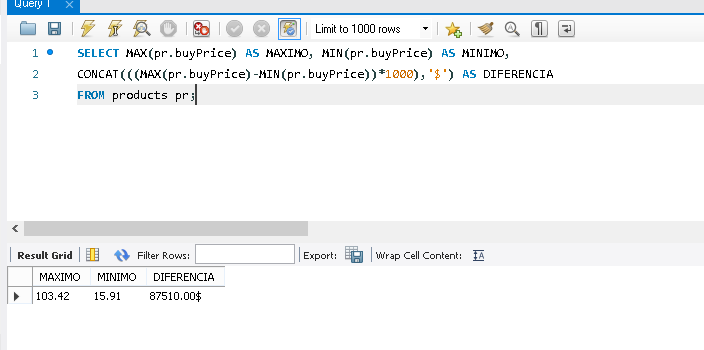 Query 1 ×
Limit to 1000 rows
1 SELECT MAX(pr.buyPrice) AS MAXIMO, MIN(pr.buyPrice) AS MINIMO,
2 CONCAT(((MAX(pr.buyPrice)-MIN(pr.buyPrice))*1000),'$') AS DIFERENCIA
3 FROM products pr;
Result Grid Filter Rows: Export: Wrap Cell Content:
MAXIMO MINIMO DIFERENCIA
103.42 15.91 87510.00$